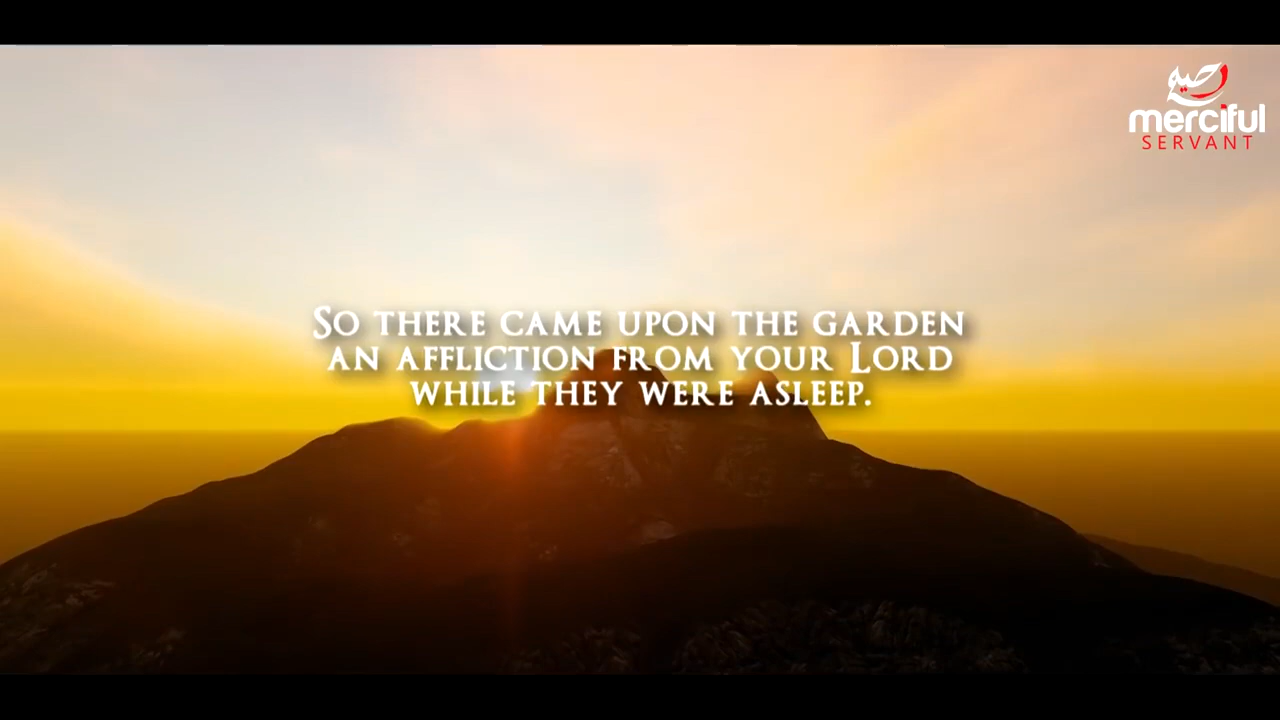 merciful
SERVANT
So there came upon the garden
an affliction from your Lord
while they were asleep.